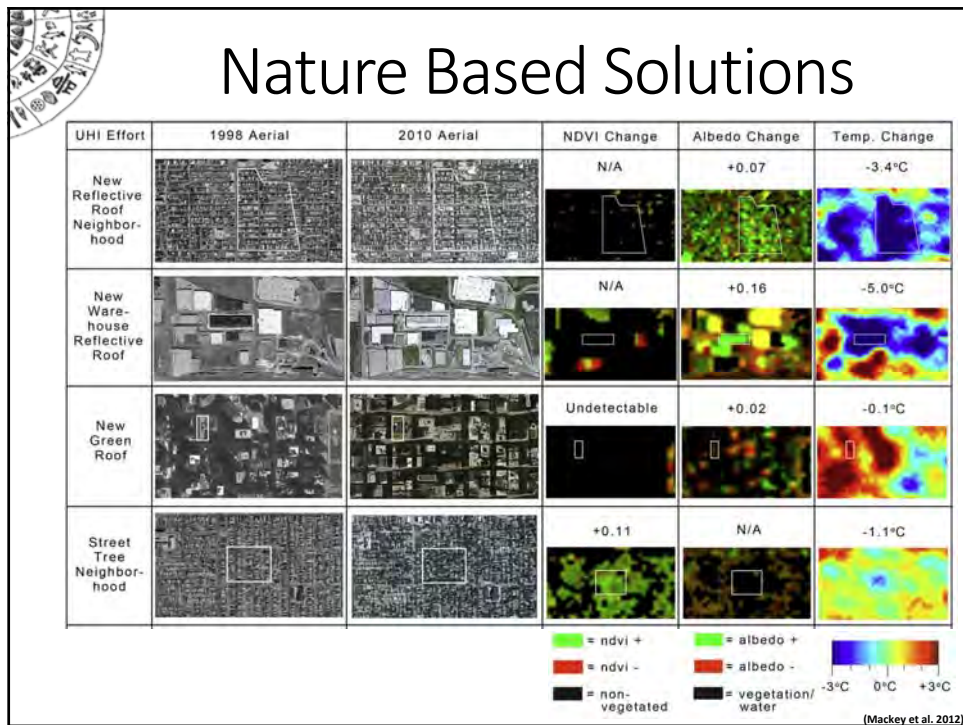 Nature Based Solutions
UHI Effort 1998 Aerial 2010 Aerial NDVI Change Albedo Change Temp. Change
New
Reflective
Roof
Neighbor-
hood
N/A +0.07 -3.4°C
New
Ware-
house
Reflective
Roof
N/A +0.16 -5.0°C
New
Green
Roof
Undetectable +0.02 -0.1°C
Street
Tree
Neighbor-
hood
+0.11 N/A -1.1°C
= ndvi +
= ndvi -
= non-
vegetated
= albedo +
= albedo -
= vegetation/
water
-3°C 0°C +3°C
(Mackey et al. 2012)